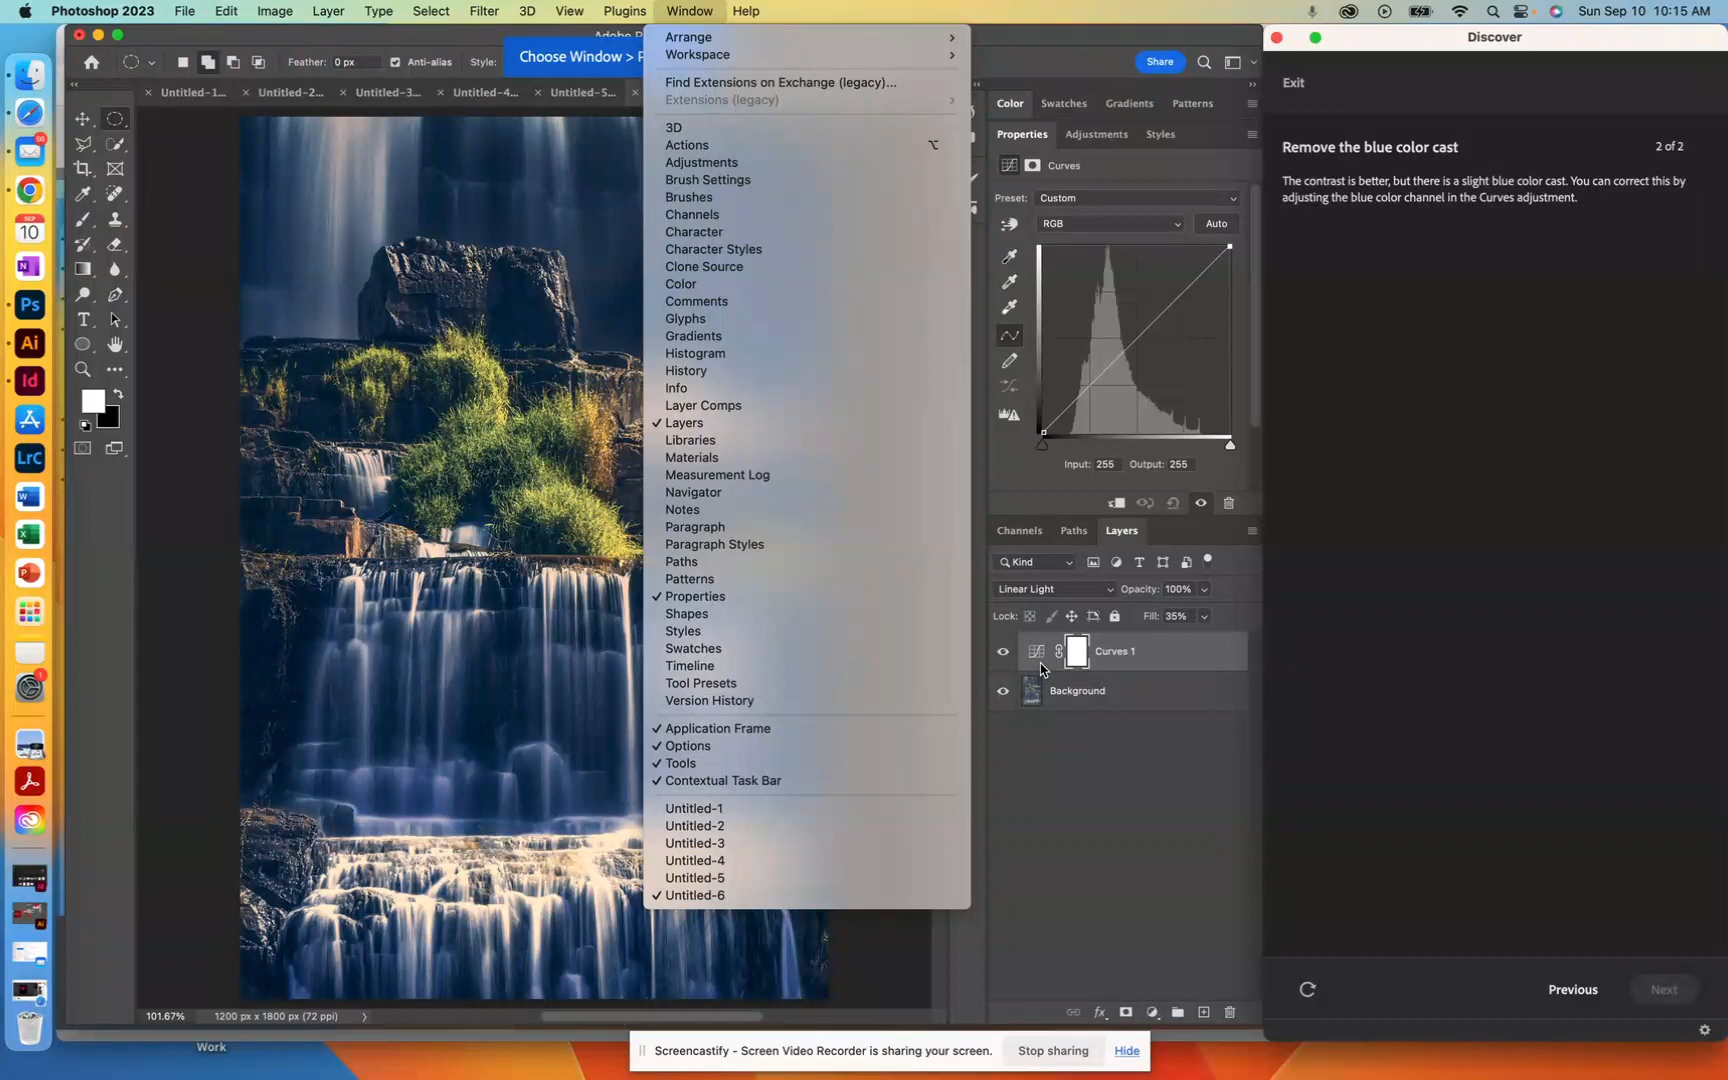 Photoshop 2023 File Edit Image Layer Type Select Filter 3D View Plugins Window Help
Sun Sep 10 10:15 AM
Feather: 0 px Anti-alias Style:
Choose Window >
Share
Untitled-1... Untitled-2... Untitled-3... Untitled-4... Untitled-5...
Arrange
Workspace
Find Extensions on Exchange (legacy)...
Extensions (legacy)
3D
Actions
Adjustments
Brush Settings
Brushes
Channels
Character
Character Styles
Clone Source
Color
Comments
Glyphs
Gradients
Histogram
History
Info
Layer Comps
✓ Layers
Libraries
Materials
Measurement Log
Navigator
Notes
Paragraph
Paragraph Styles
Paths
Patterns
✓ Properties
Shapes
Styles
Swatches
Timeline
Tool Presets
Version History
✓ Application Frame
✓ Options
✓ Tools
✓ Contextual Task Bar
Untitled-1
Untitled-2
Untitled-3
Untitled-4
Untitled-5
✓ Untitled-6
Color Swatches Gradients Patterns
Properties Adjustments Styles
Curves
Preset: Custom
RGB Auto
Input: 255 Output: 255
Channels Paths Layers
Kind
Linear Light Opacity: 100%
Lock: Fill: 35%
Curves 1
Background
Discover
Exit
Remove the blue color cast 2 of 2
The contrast is better, but there is a slight blue color cast. You can correct this by
adjusting the blue color channel in the Curves adjustment.
Previous Next
56
SEP
10
Ps
Ai
Id
LrC
1
101.67% 1200 px x 1800 px (72 ppi)
Work
Screencastify - Screen Video Recorder is sharing your screen. Stop sharing Hide